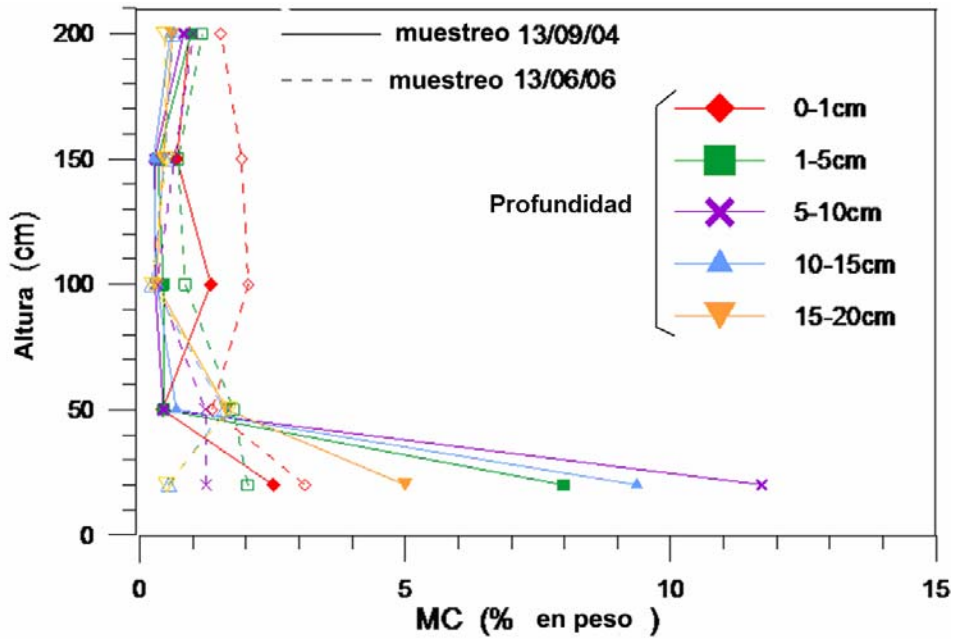 200
150
100
50
0
Altura (cm)
muestreo 13/09/04
muestreo 13/06/06
Profundidad
0-1cm
1-5cm
5-10cm
10-15cm
15-20cm
0 5 10 15
MC (% en peso)